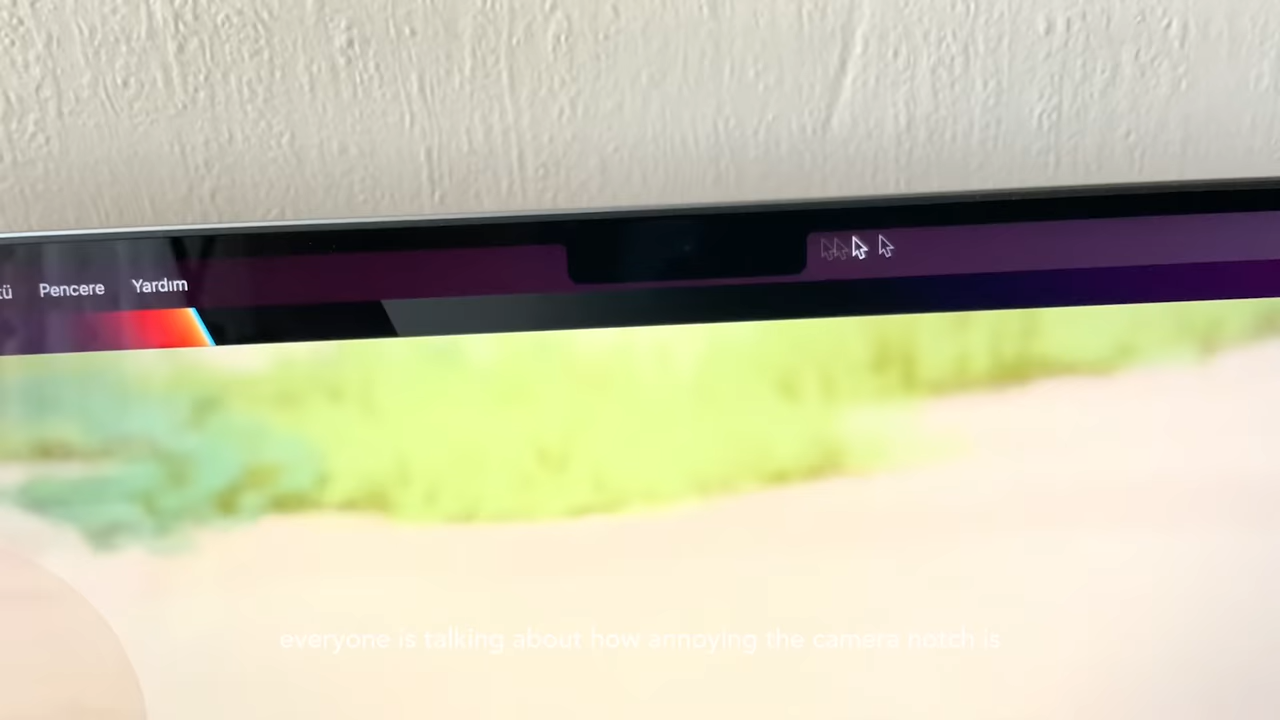 Pencere Yardım
everyone is talking about how annoying the camera notch is